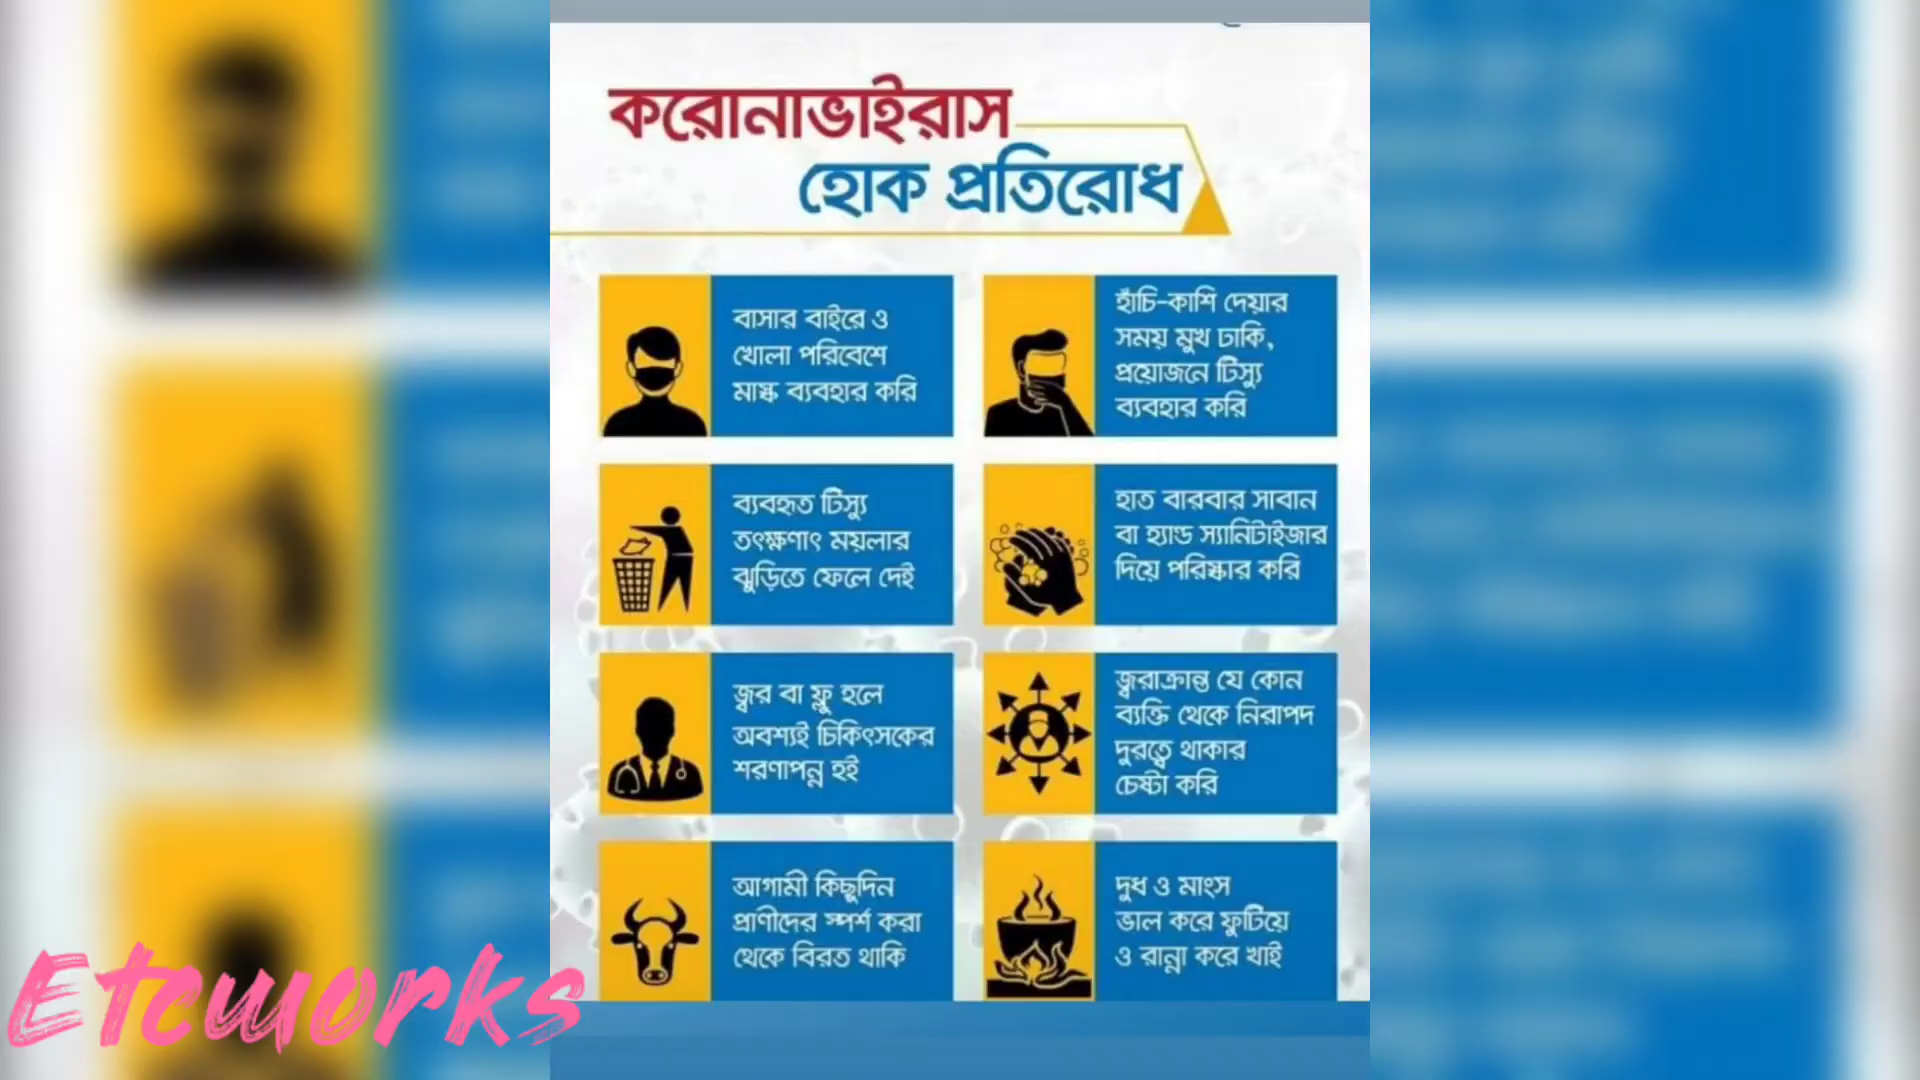 করোনাভাইরাস
হোক প্রতিরোধ
বাসার বাইরে ও
খোলা পরিবেশে
মাস্ক ব্যবহার করি
হাঁচি-কাশি দেয়ার
সময় মুখ ঢাকি,
প্রয়োজনে টিস্যু
ব্যবহার করি
ব্যবহৃত টিস্যু
তৎক্ষণাৎ ময়লার
ঝুড়িতে ফেলে দেই
হাত বারবার সাবান
বা হ্যান্ড স্যানিটাইজার
দিয়ে পরিষ্কার করি
জ্বর বা ফ্লু হলে
অবশ্যই চিকিৎসকের
শরণাপন্ন হই
জ্বরাক্রান্ত যে কোন
ব্যক্তি থেকে নিরাপদ
দুরত্বে থাকার
চেষ্টা করি
আগামী কিছুদিন
প্রাণীদের স্পর্শ করা
থেকে বিরত থাকি
দুধ ও মাংস
ভাল করে ফুটিয়ে
ও রান্না করে খাই
Etcworks